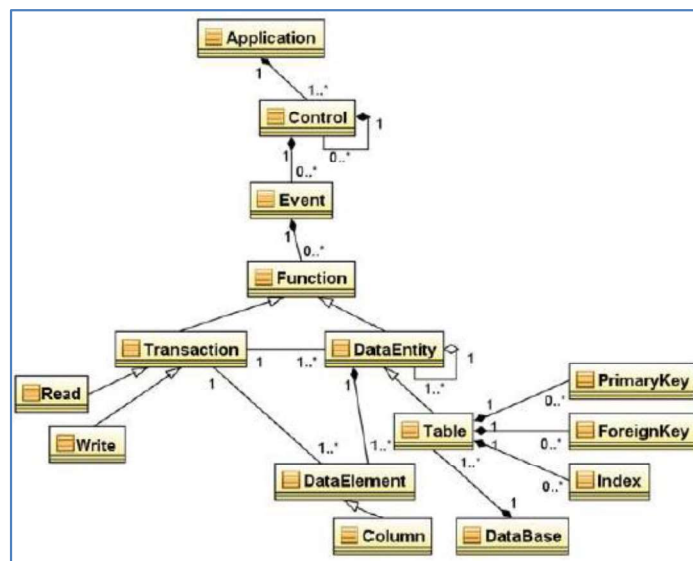 Application
1
1..*
Control
1
1
0..*
0..*
Event
1
0..*
Function
Transaction
1
1..*
DataEntity
1
1..*
1
1
Read
Write
1..*
1..*
DataElement
Column
Table
1
1
1
1..*
PrimaryKey
0..*
ForeignKey
0..*
Index
0..*
1
DataBase